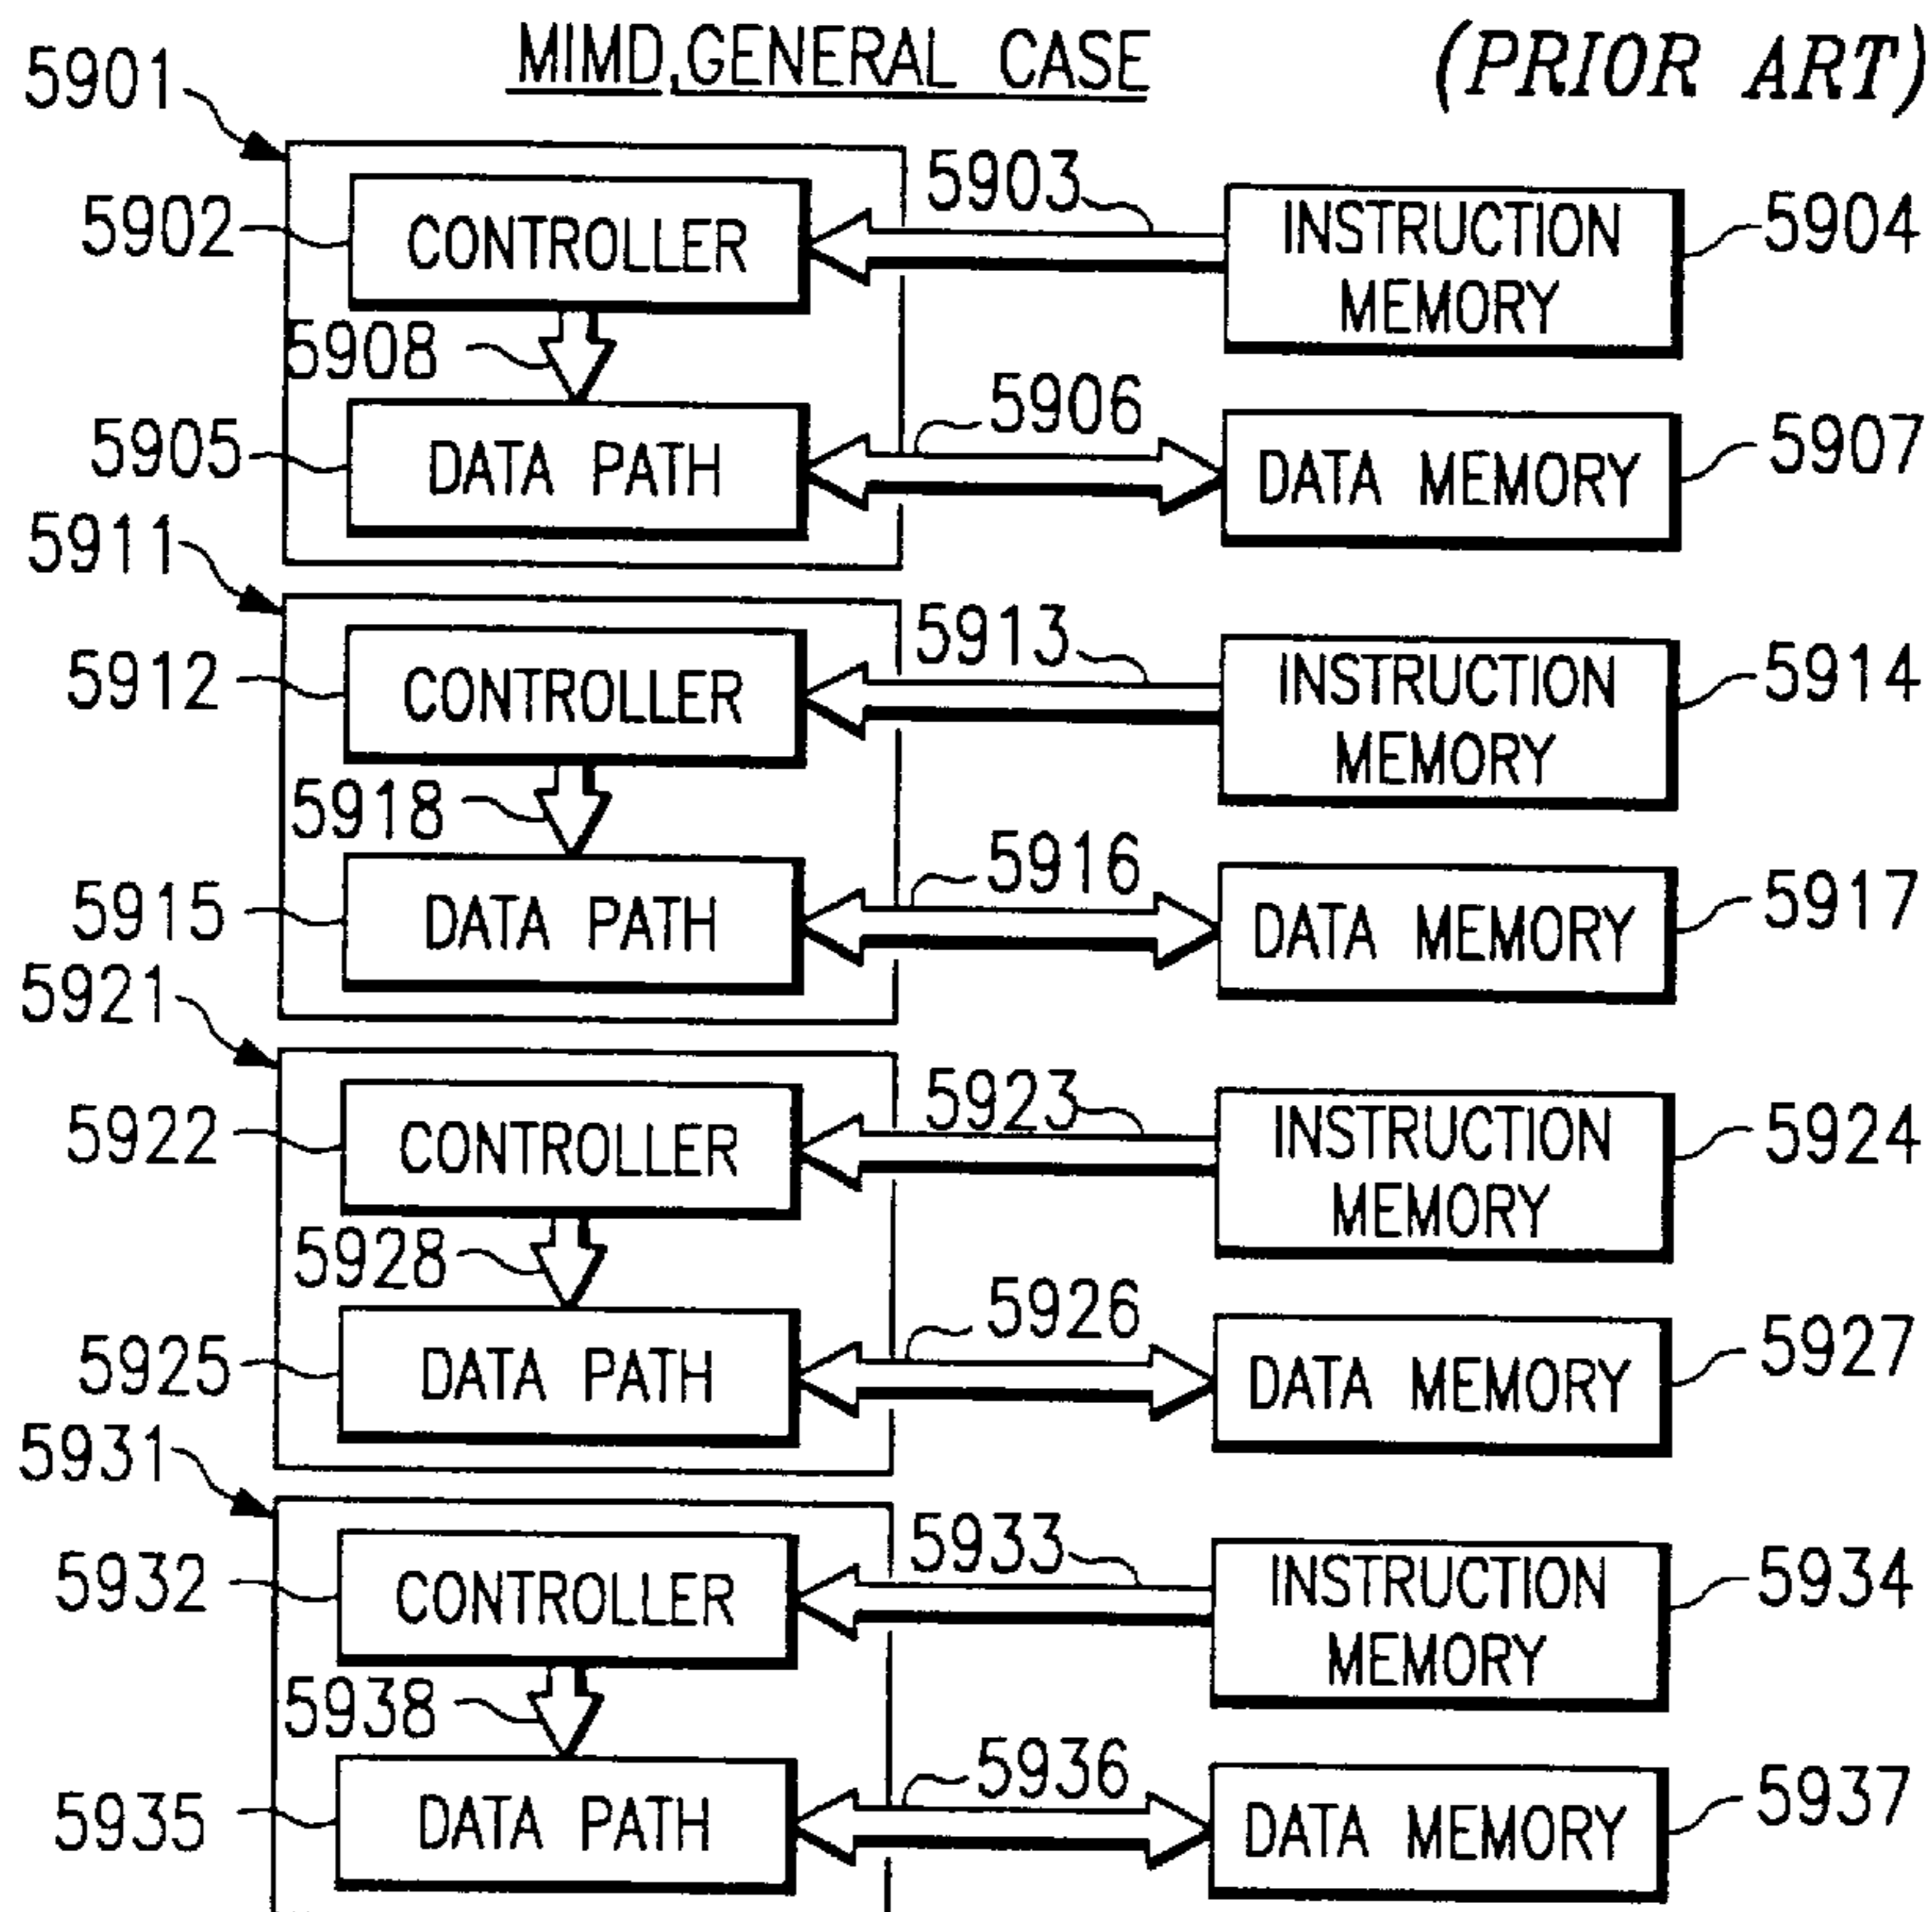 MIMD,GENERAL CASE
(PRIOR ART)
5901
5902
CONTROLLER
5903
INSTRUCTION
MEMORY
5904
5908
5905
DATA PATH
5906
DATA MEMORY
5907
5911
5912
CONTROLLER
5913
INSTRUCTION
MEMORY
5914
5918
5915
DATA PATH
5916
DATA MEMORY
5917
5921
5922
CONTROLLER
5923
INSTRUCTION
MEMORY
5924
5928
5925
DATA PATH
5926
DATA MEMORY
5927
5931
5932
CONTROLLER
5933
INSTRUCTION
MEMORY
5934
5938
5935
DATA PATH
5936
DATA MEMORY
5937